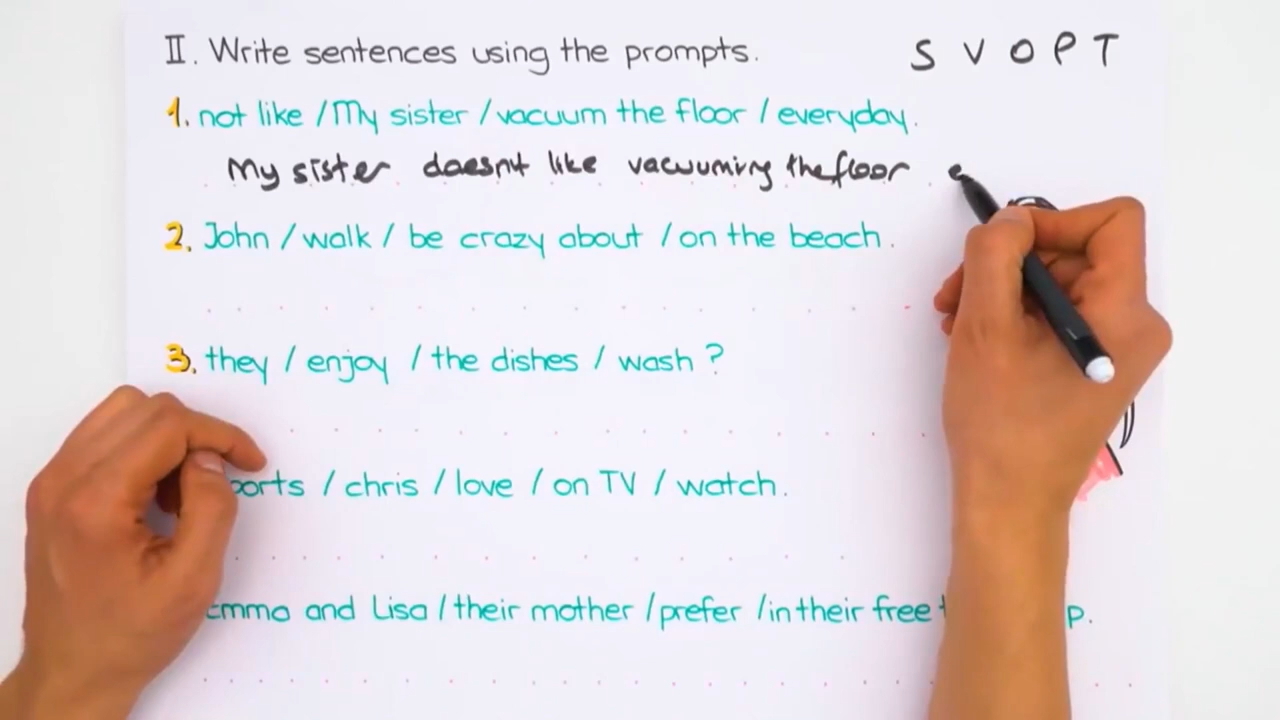 II. Write sentences using the prompts. S V O P T
1. not like / My sister / vacuum the floor / everyday.
My sister doesnt like vacuuming the floor e
2. John / walk / be crazy about / on the beach.
3. they / enjoy / the dishes / wash ?
orts / chris / love / on TV / watch.
Emma and Lisa / their mother / prefer / in their free